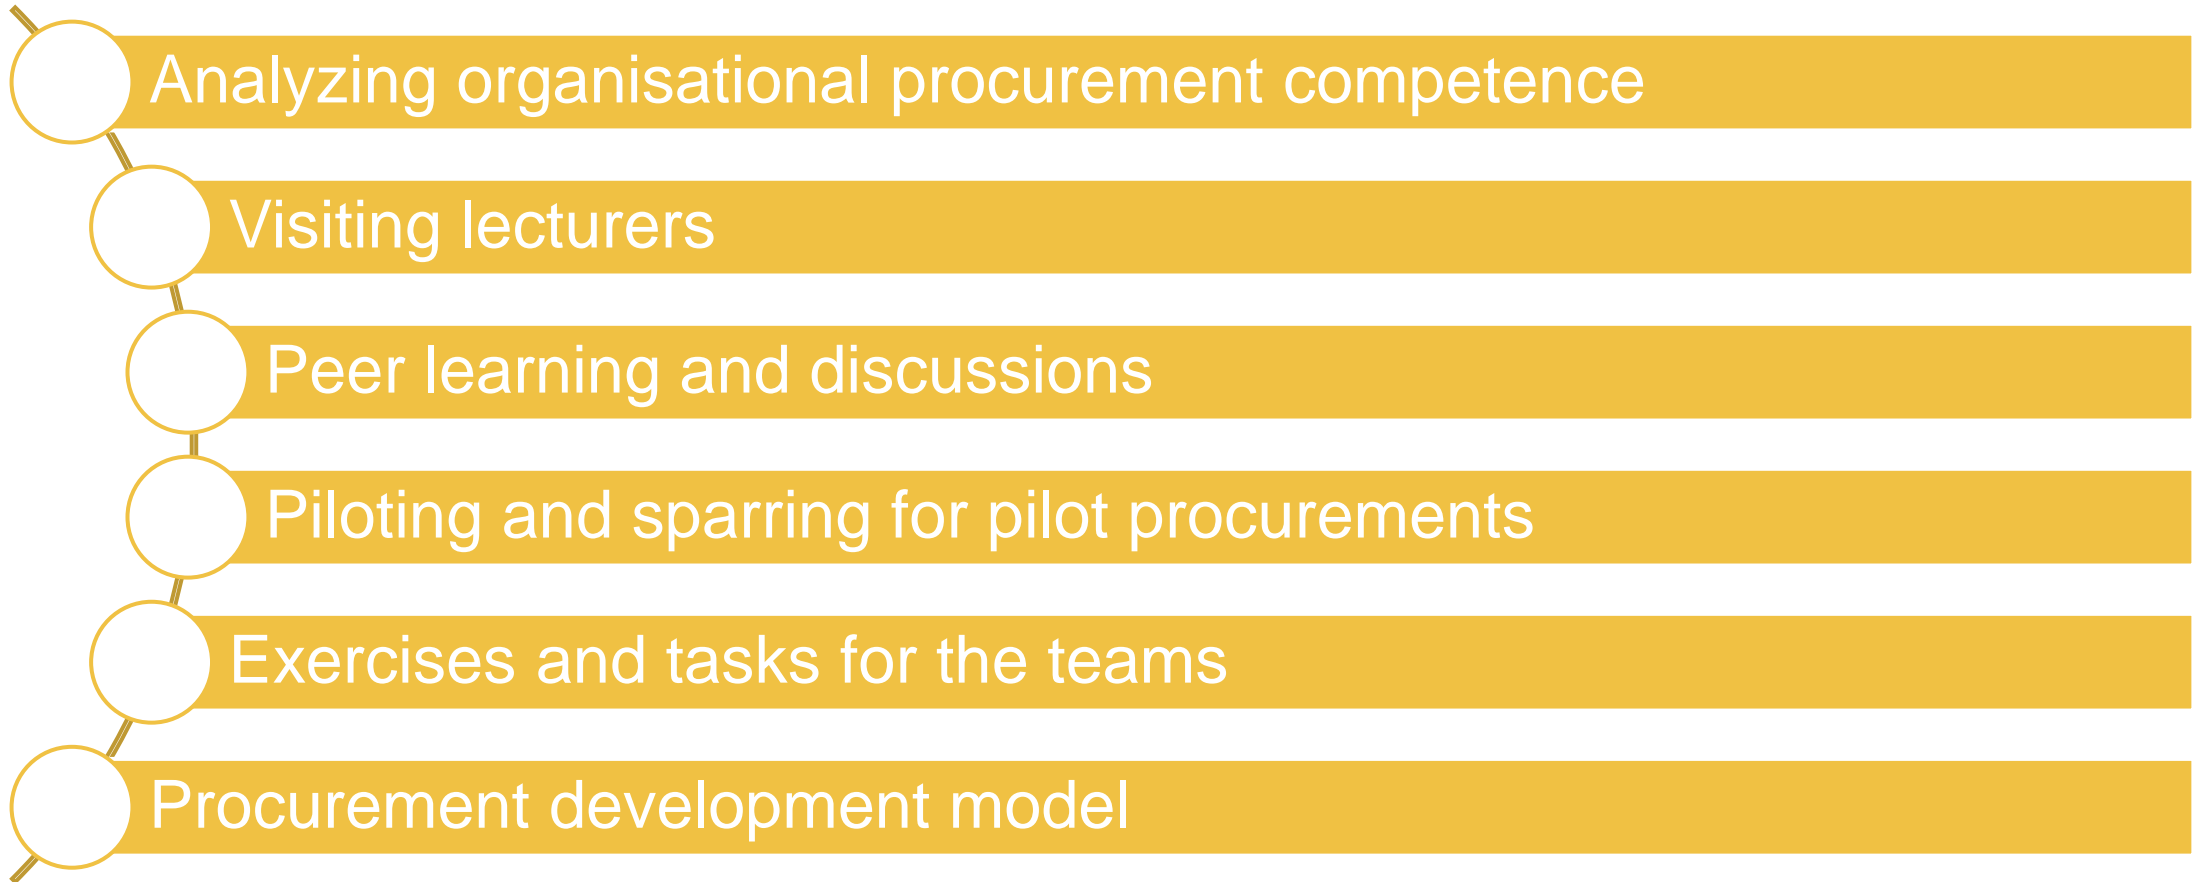 Analyzing organisational procurement competence
Visiting lecturers
Peer learning and discussions
Piloting and sparring for pilot procurements
Exercises and tasks for the teams
Procurement development model